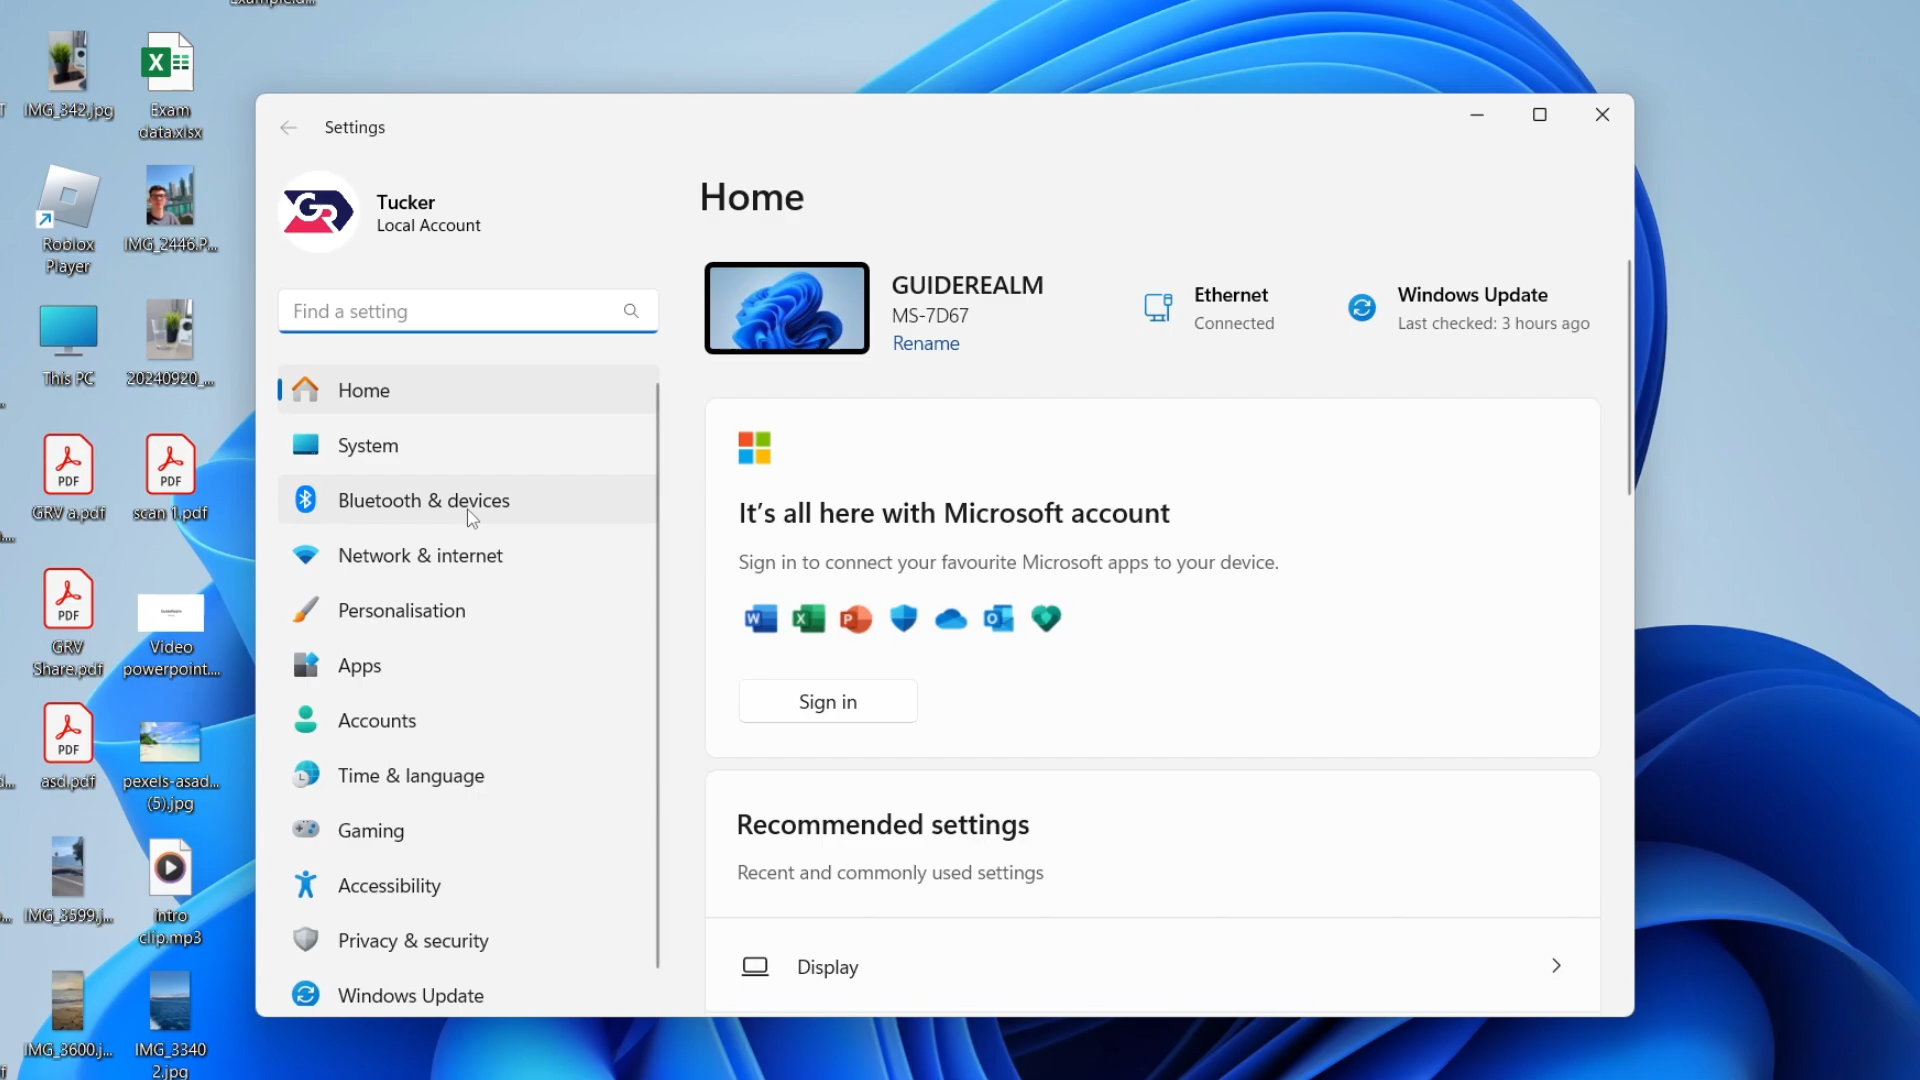 IMG_342.jpg
Exam
data.xlsx
Roblox
Player
IMG_2446.P...
This PC
20240920_...
GRV a.pdf
scan 1.pdf
GRV
Share.pdf
Video
powerpoint....
asd.pdf
pexels-asad...
(5).jpg
IMG_3599.j...
intro
clip.mp3
IMG_3600.j...
IMG_3340
2.jpg
Settings
Tucker
Local Account
Find a setting
Home
System
Bluetooth & devices
Network & internet
Personalisation
Apps
Accounts
Time & language
Gaming
Accessibility
Privacy & security
Windows Update
Home
GUIDEREALM
MS-7D67
Rename
Ethernet
Connected
Windows Update
Last checked: 3 hours ago
It's all here with Microsoft account
Sign in to connect your favourite Microsoft apps to your device.
Sign in
Recommended settings
Recent and commonly used settings
Display